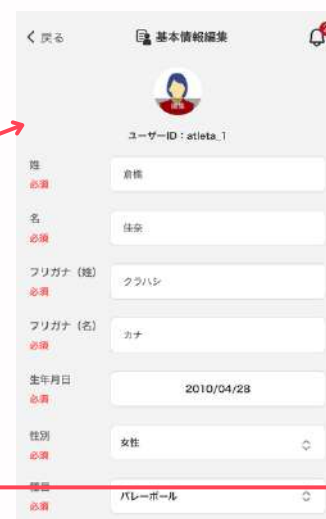 戻る 基本情報編集
ユーザーID：atleta_1
姓
必須
倉橋
名
必須
佳奈
フリガナ（姓）
必須
クラハシ
フリガナ（名）
必須
カナ
生年月日
必須
2010/04/28
性別
必須
女性
種目
必須
バレーボール